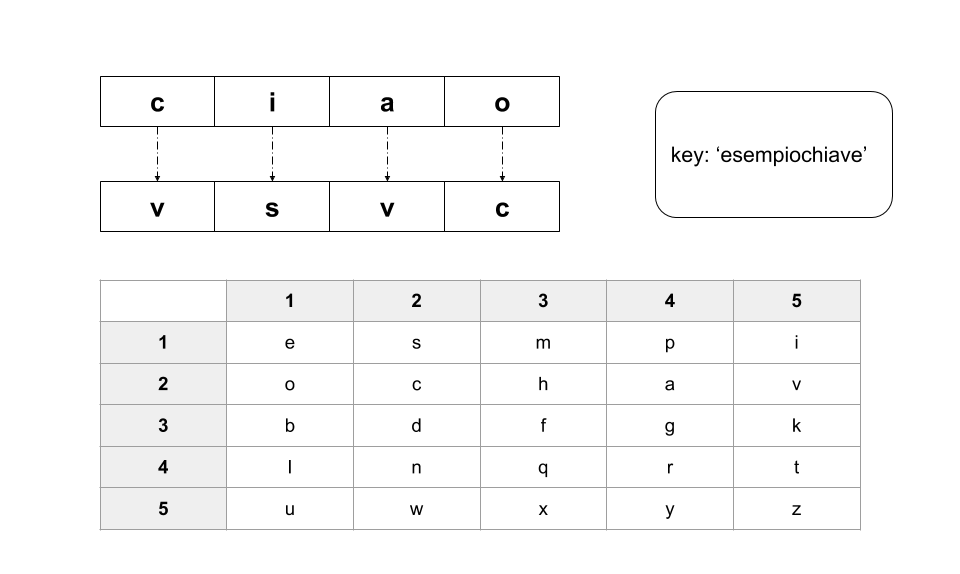 c i a o
v s v c
key: ‘esempiochiave’
1 2 3 4 5
1 e s m p i
2 o c h a v
3 b d f g k
4 l n q r t
5 u w x y z